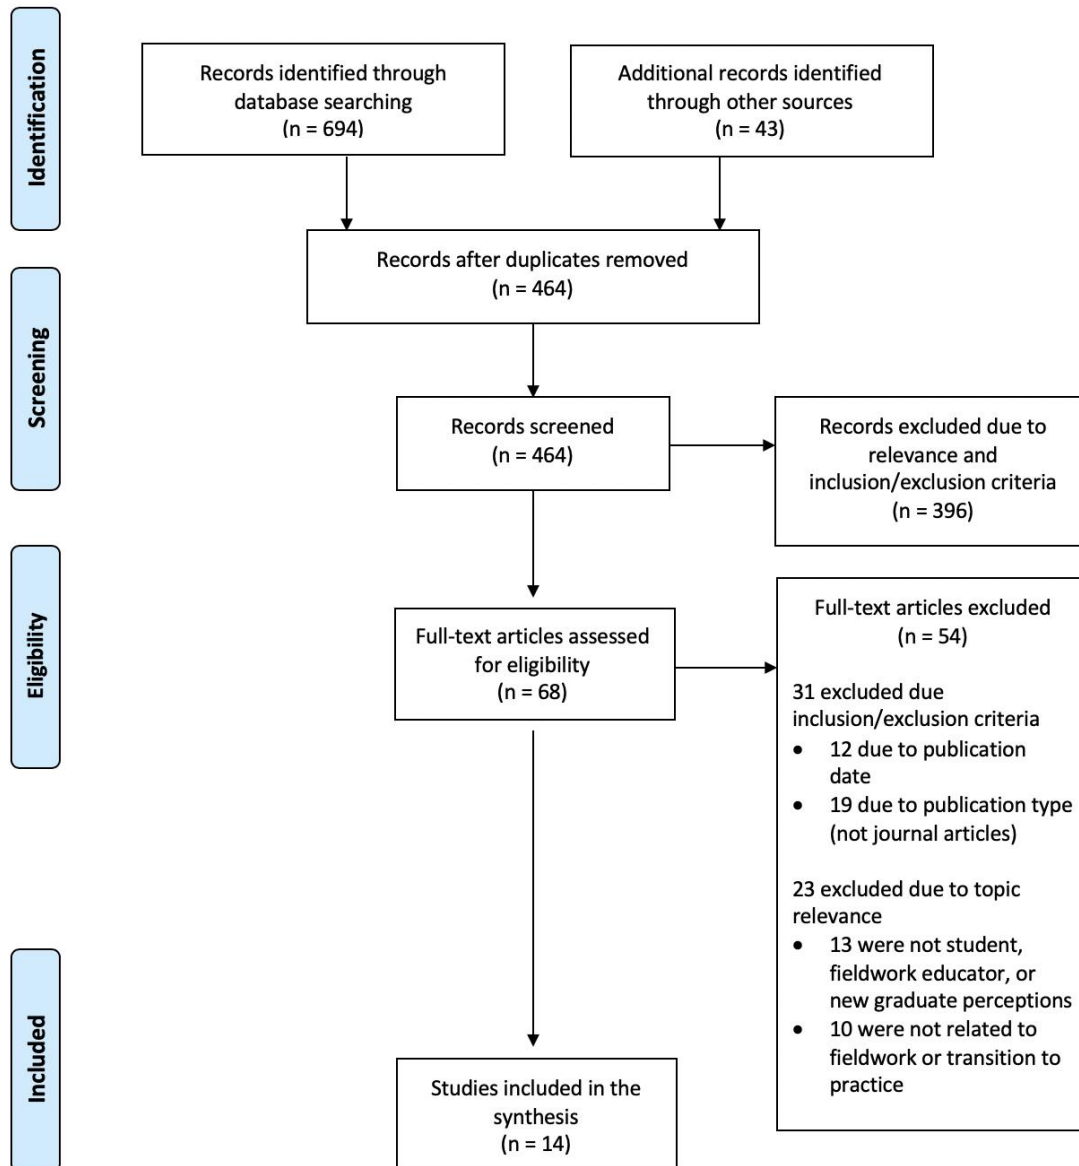 Identification
Records identified through
database searching
(n = 694)
Additional records identified
through other sources
(n = 43)
Records after duplicates removed
(n = 464)
Screening
Records screened
(n = 464)
Records excluded due to
relevance and
inclusion/exclusion criteria
(n = 396)
Eligibility
Full-text articles assessed
for eligibility
(n = 68)
Full-text articles excluded
(n = 54)
31 excluded due
inclusion/exclusion criteria
• 12 due to publication
date
• 19 due to publication type
(not journal articles)
23 excluded due to topic
relevance
• 13 were not student,
fieldwork educator, or
new graduate perceptions
• 10 were not related to
fieldwork or transition to
practice
Included
Studies included in the
synthesis
(n = 14)